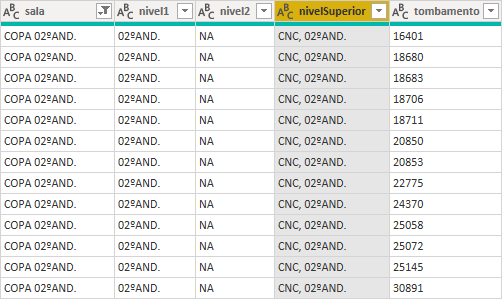 ABC sala ABC nivel1 ABC nivel2 ABC nivelSuperior ABC tombamento
COPA 02ºAND. 02ºAND. NA CNC, 02ºAND. 16401
COPA 02ºAND. 02ºAND. NA CNC, 02ºAND. 18680
COPA 02ºAND. 02ºAND. NA CNC, 02ºAND. 18683
COPA 02ºAND. 02ºAND. NA CNC, 02ºAND. 18706
COPA 02ºAND. 02ºAND. NA CNC, 02ºAND. 18711
COPA 02ºAND. 02ºAND. NA CNC, 02ºAND. 20850
COPA 02ºAND. 02ºAND. NA CNC, 02ºAND. 20853
COPA 02ºAND. 02ºAND. NA CNC, 02ºAND. 22775
COPA 02ºAND. 02ºAND. NA CNC, 02ºAND. 24370
COPA 02ºAND. 02ºAND. NA CNC, 02ºAND. 25058
COPA 02ºAND. 02ºAND. NA CNC, 02ºAND. 25072
COPA 02ºAND. 02ºAND. NA CNC, 02ºAND. 25145
COPA 02ºAND. 02ºAND. NA CNC, 02ºAND. 30891